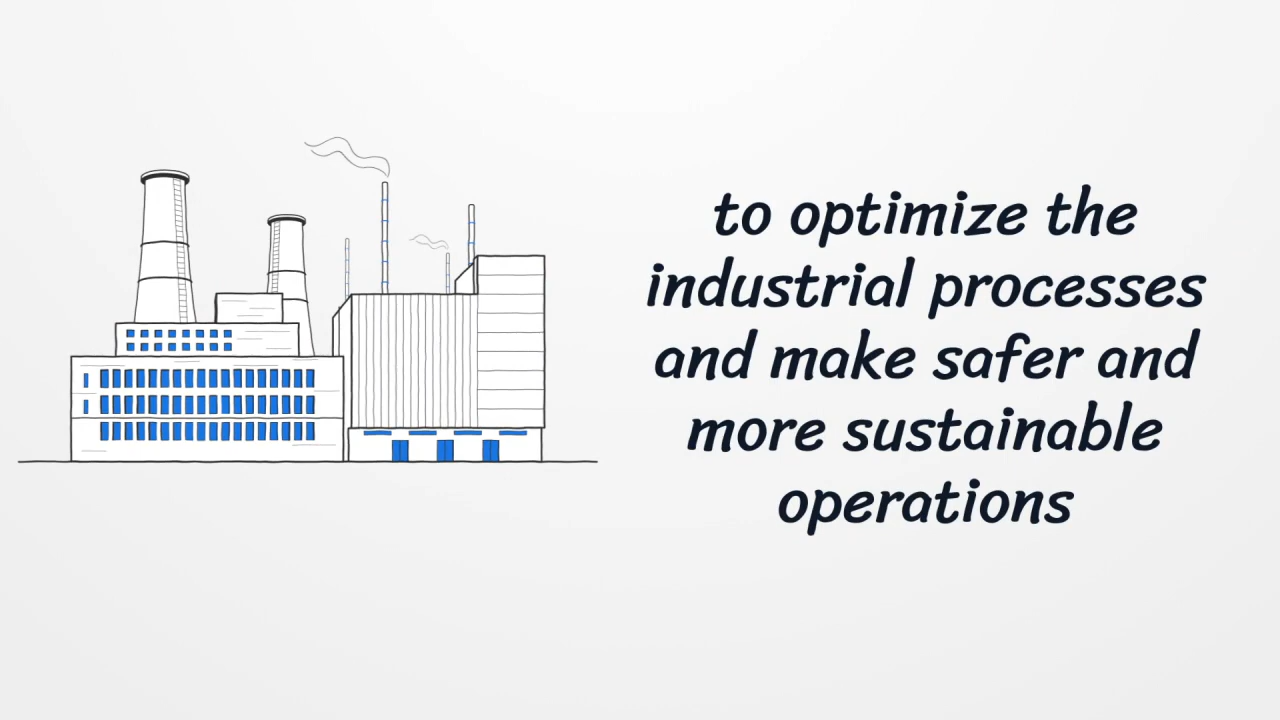 to optimize the
industrial processes
and make safer and
more sustainable
operations